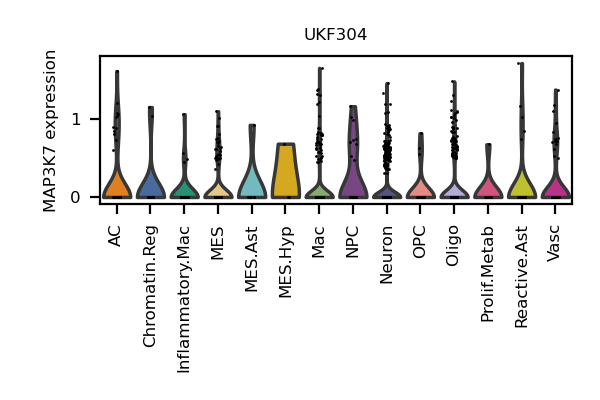 UKF304
MAP3K7 expression
1
0
AC
Chromatin.Reg
Inflammatory.Mac
MES
MES.Ast
MES.Hyp
Mac
NPC
Neuron
OPC
Oligo
Prolif.Metab
Reactive.Ast
Vasc